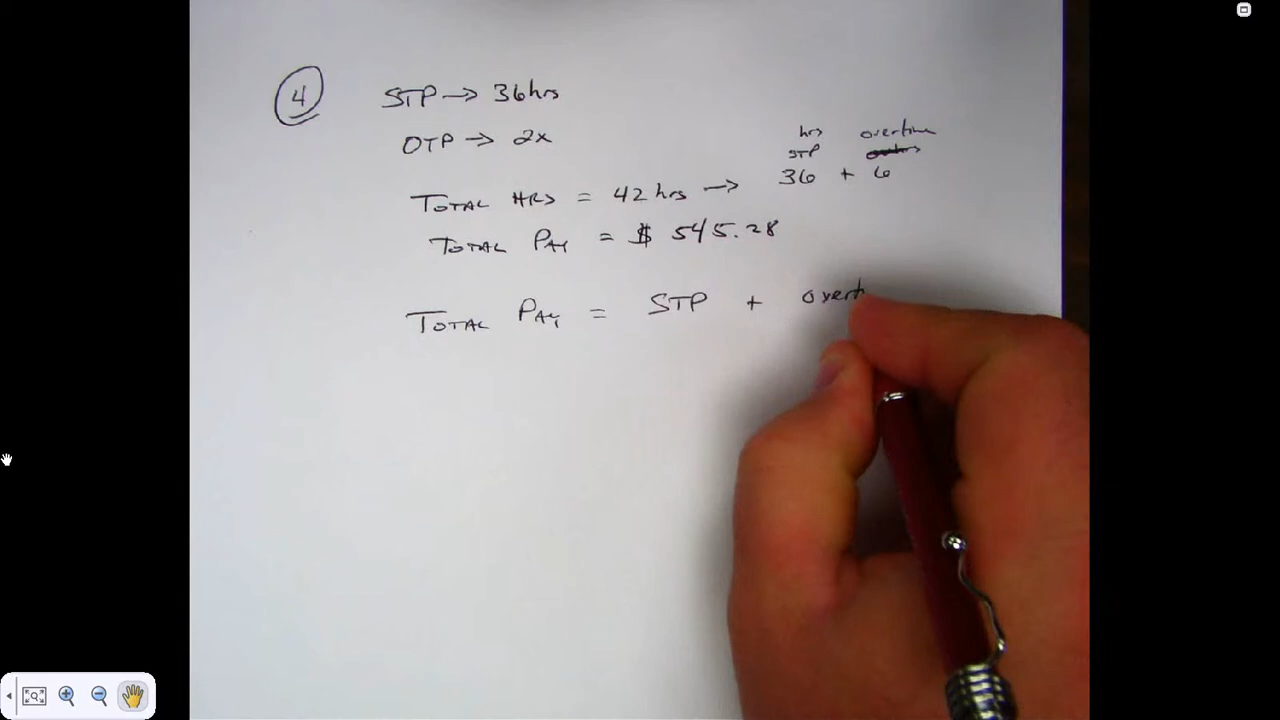 4 STP → 36hrs
OTP → 2x
hrs overtime
STP
TOTAL HRS = 42 hrs → 36 + 6
TOTAL PAY = $ 545.28
TOTAL PAY = STP + overt